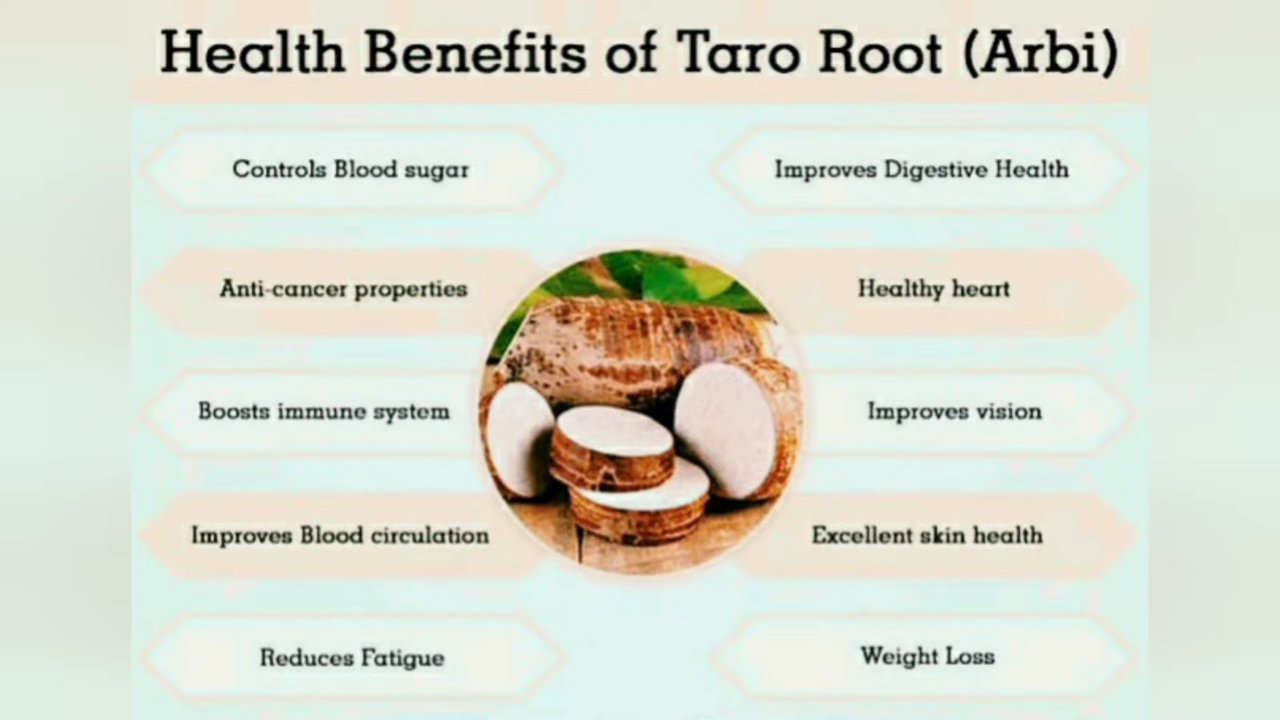 Health Benefits of Taro Root (Arbi)
Controls Blood sugar
Improves Digestive Health
Anti-cancer properties
Healthy heart
Boosts immune system
Improves vision
Improves Blood circulation
Excellent skin health
Reduces Fatigue
Weight Loss